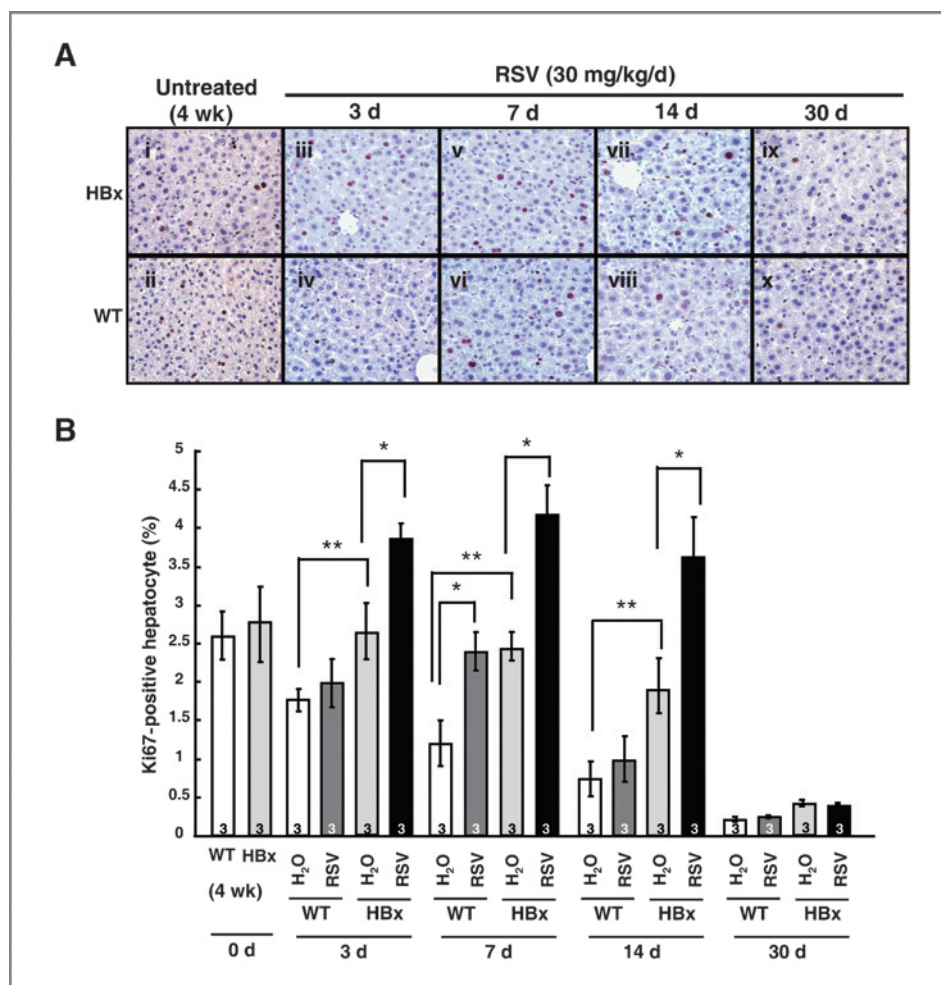 A
RSV (30 mg/kg/d)
Untreated
(4 wk)
3 d 7 d 14 d 30 d
HBx
i iii v vii ix
WT
ii iv vi viii x
B
Ki67-positive hepatocyte (%)
5
4.5
4
3.5
3
2.5
2
1.5
1
0.5
0
* * *
** ** * **
3 3 3 3 3 3 3 3 3 3 3 3 3 3 3 3 3 3
WT HBx
(4 wk)
H₂O RSV H₂O RSV H₂O RSV H₂O RSV H₂O RSV H₂O RSV H₂O RSV H₂O RSV
WT HBx WT HBx WT HBx WT HBx
0 d 3 d 7 d 14 d 30 d